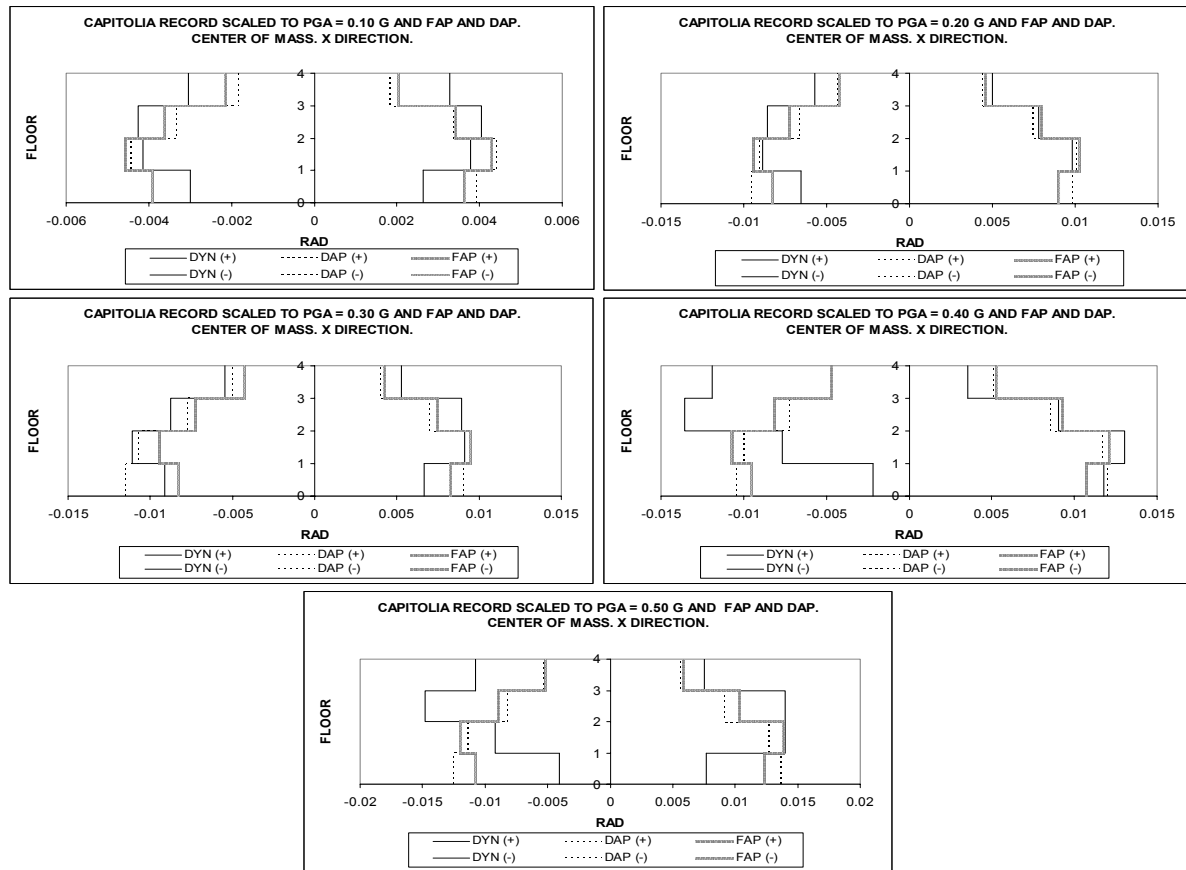 CAPITOLIA RECORD SCALED TO PGA = 0.10 G AND FAP AND DAP.
CENTER OF MASS. X DIRECTION.
FLOOR
4
3
2
1
0
-0.006 -0.004 -0.002 0 0.002 0.004 0.006
RAD
DYN (+) DAP (+) FAP (+)
DYN (-) DAP (-) FAP (-)
CAPITOLIA RECORD SCALED TO PGA = 0.20 G AND FAP AND DAP.
CENTER OF MASS. X DIRECTION.
FLOOR
4
3
2
1
0
-0.015 -0.01 -0.005 0 0.005 0.01 0.015
RAD
DYN (+) DAP (+) FAP (+)
DYN (-) DAP (-) FAP (-)
CAPITOLIA RECORD SCALED TO PGA = 0.30 G AND FAP AND DAP.
CENTER OF MASS. X DIRECTION.
FLOOR
4
3
2
1
0
-0.015 -0.01 -0.005 0 0.005 0.01 0.015
RAD
DYN (+) DAP (+) FAP (+)
DYN (-) DAP (-) FAP (-)
CAPITOLIA RECORD SCALED TO PGA = 0.40 G AND FAP AND DAP.
CENTER OF MASS. X DIRECTION.
FLOOR
4
3
2
1
0
-0.015 -0.01 -0.005 0 0.005 0.01 0.015
RAD
DYN (+) DAP (+) FAP (+)
DYN (-) DAP (-) FAP (-)
CAPITOLIA RECORD SCALED TO PGA = 0.50 G AND FAP AND DAP.
CENTER OF MASS. X DIRECTION.
FLOOR
4
3
2
1
0
-0.02 -0.015 -0.01 -0.005 0 0.005 0.01 0.015 0.02
RAD
DYN (+) DAP (+) FAP (+)
DYN (-) DAP (-) FAP (-)